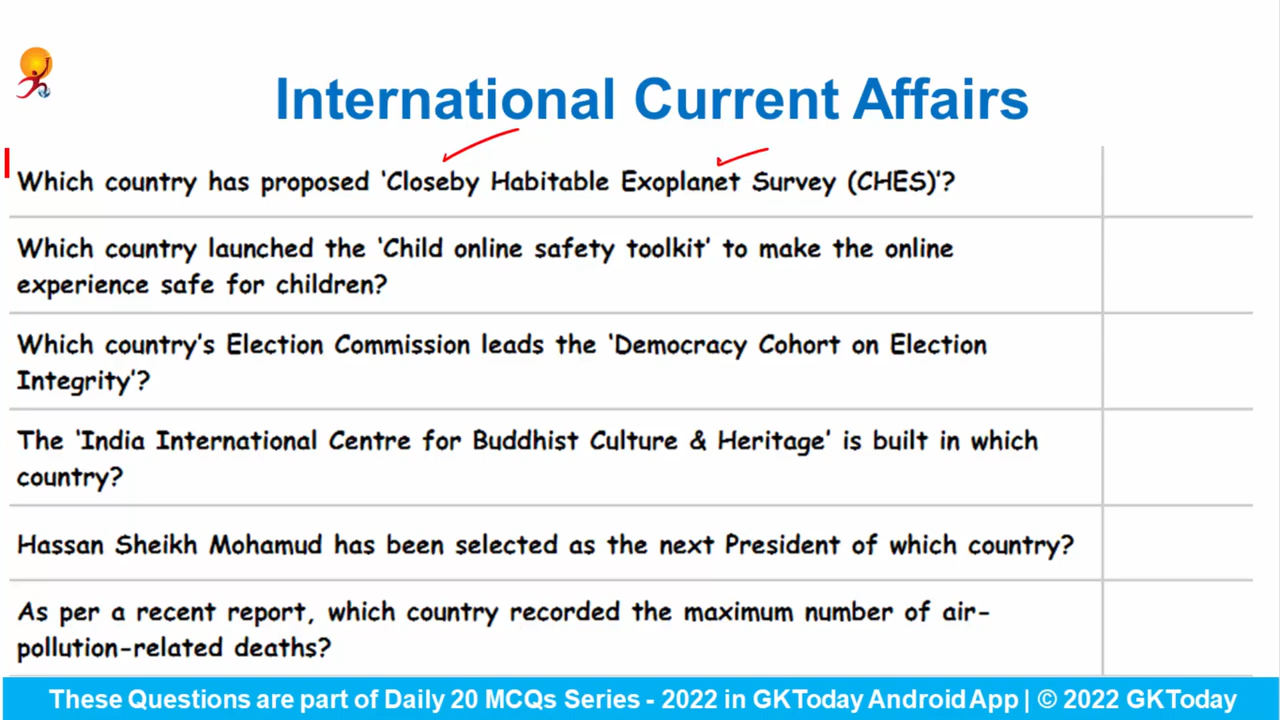 International Current Affairs
Which country has proposed ‘Closeby Habitable Exoplanet Survey (CHES)’?
Which country launched the ‘Child online safety toolkit’ to make the online
experience safe for children?
Which country’s Election Commission leads the ‘Democracy Cohort on Election
Integrity’?
The ‘India International Centre for Buddhist Culture & Heritage’ is built in which
country?
Hassan Sheikh Mohamud has been selected as the next President of which country?
As per a recent report, which country recorded the maximum number of air-
pollution-related deaths?
These Questions are part of Daily 20 MCQs Series - 2022 in GKToday Android App | © 2022 GKToday